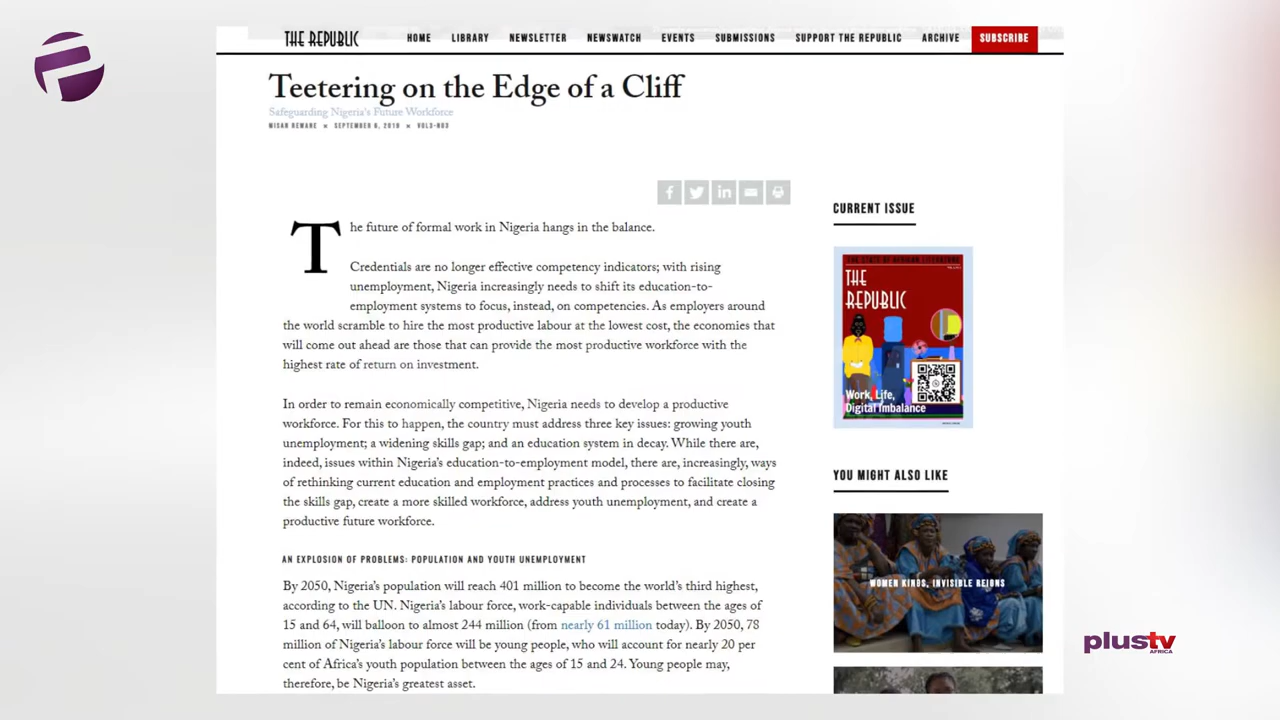 THE REPUBLIC
HOME LIBRARY NEWSLETTER NEWSWATCH EVENTS SUBMISSIONS SUPPORT THE REPUBLIC ARCHIVE SUBSCRIBE
Teetering on the Edge of a Cliff
Safeguarding Nigeria's Future Workforce
MISAN REWANE SEPTEMBER 6, 2019 VOL3-NO3
The future of formal work in Nigeria hangs in the balance.
Credentials are no longer effective competency indicators; with rising
unemployment, Nigeria increasingly needs to shift its education-to-
employment systems to focus, instead, on competencies. As employers around
the world scramble to hire the most productive labour at the lowest cost, the economies that
will come out ahead are those that can provide the most productive workforce with the
highest rate of return on investment.
In order to remain economically competitive, Nigeria needs to develop a productive
workforce. For this to happen, the country must address three key issues: growing youth
unemployment; a widening skills gap; and an education system in decay. While there are,
indeed, issues within Nigeria's education-to-employment model, there are, increasingly, ways
of rethinking current education and employment practices and processes to facilitate closing
the skills gap, create a more skilled workforce, address youth unemployment, and create a
productive future workforce.
AN EXPLOSION OF PROBLEMS: POPULATION AND YOUTH UNEMPLOYMENT
By 2050, Nigeria's population will reach 401 million to become the world's third highest,
according to the UN. Nigeria's labour force, work-capable individuals between the ages of
15 and 64, will balloon to almost 244 million (from nearly 61 million today). By 2050, 78
million of Nigeria's labour force will be young people, who will account for nearly 20 per
cent of Africa's youth population between the ages of 15 and 24. Young people may,
therefore, be Nigeria's greatest asset.
CURRENT ISSUE
THE STATE OF AFRICAN LITERATURE
THE
REPUBLIC
Work, Life,
Digital Imbalance
YOU MIGHT ALSO LIKE
WOMEN KINGS, INVISIBLE REIGNS
plustv
AFRICA